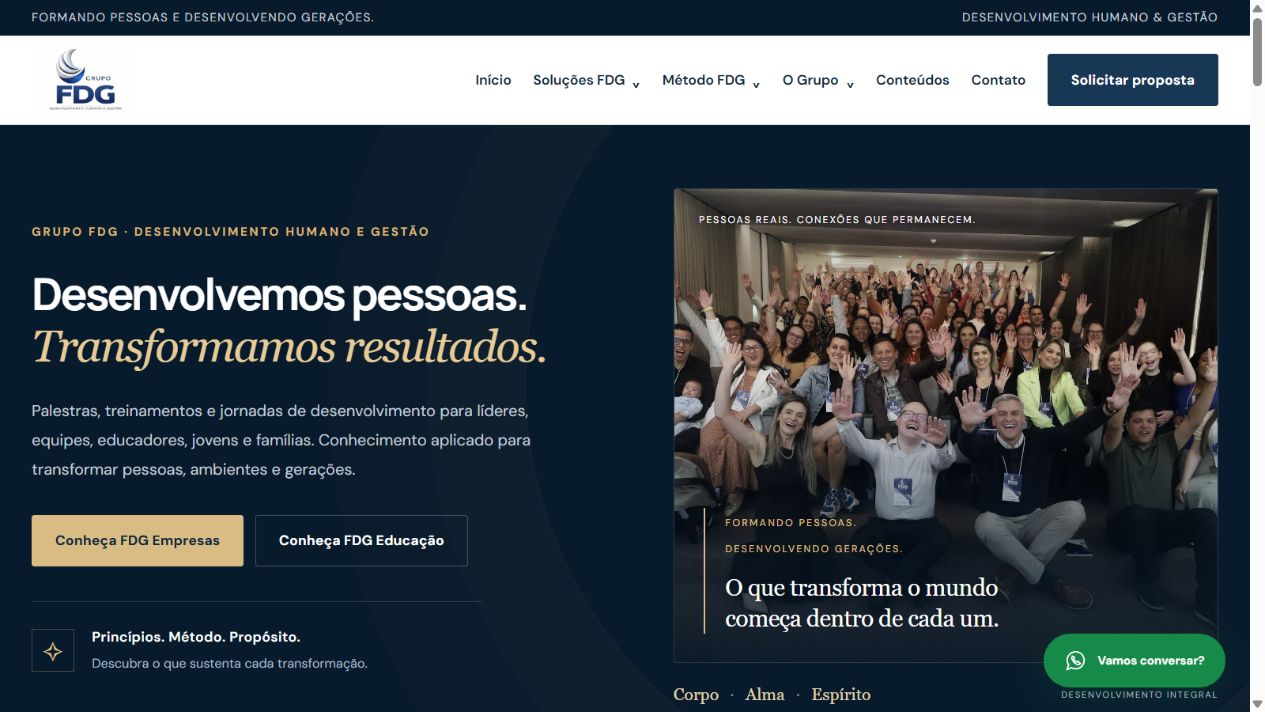 FORMANDO PESSOAS E DESENVOLVENDO GERAÇÕES.
DESENVOLVIMENTO HUMANO & GESTÃO
GRUPO
FDG
Início
Soluções FDG
Método FDG
O Grupo
Conteúdos
Contato
Solicitar proposta
GRUPO FDG · DESENVOLVIMENTO HUMANO E GESTÃO
Desenvolvemos pessoas.
Transformamos resultados.
Palestras, treinamentos e jornadas de desenvolvimento para líderes,
equipes, educadores, jovens e famílias. Conhecimento aplicado para
transformar pessoas, ambientes e gerações.
Conheça FDG Empresas
Conheça FDG Educação
Princípios. Método. Propósito.
Descubra o que sustenta cada transformação.
PESSOAS REAIS. CONEXÕES QUE PERMANECEM.
FDG
FDG
FORMANDO PESSOAS.
DESENVOLVENDO GERAÇÕES.
O que transforma o mundo
começa dentro de cada um.
Vamos conversar?
Corpo · Alma · Espírito
DESENVOLVIMENTO INTEGRAL